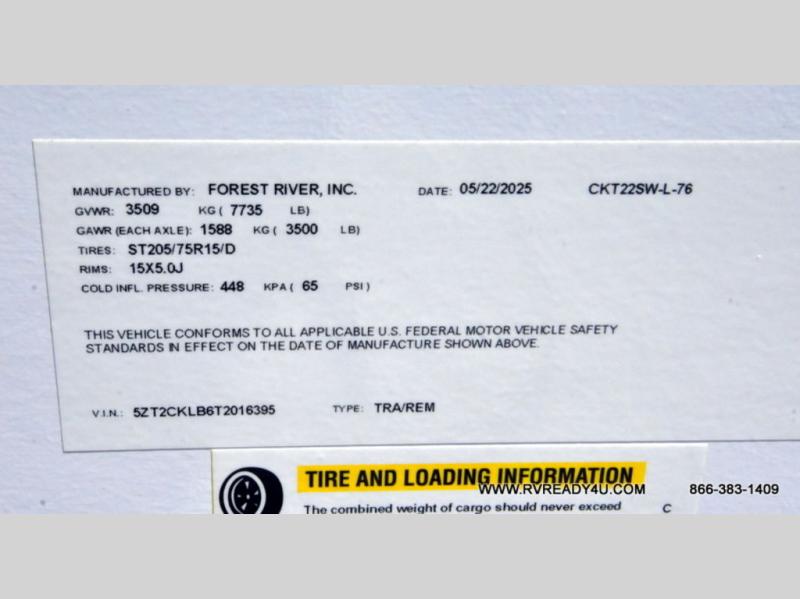 MANUFACTURED BY: FOREST RIVER, INC. DATE: 05/22/2025 CKT22SW-L-76
GVWR: 3509 KG ( 7735 LB)
GAWR (EACH AXLE): 1588 KG ( 3500 LB)
TIRES: ST205/75R15/D
RIMS: 15X5.0J
COLD INFL. PRESSURE: 448 KPA ( 65 PSI )
THIS VEHICLE CONFORMS TO ALL APPLICABLE U.S. FEDERAL MOTOR VEHICLE SAFETY
STANDARDS IN EFFECT ON THE DATE OF MANUFACTURE SHOWN ABOVE.
V.I.N.: 5ZT2CKLB6T2016395 TYPE: TRA/REM
TIRE AND LOADING INFORMATION
WWW.RVREADY4U.COM 866-383-1409
The combined weight of cargo should never exceed C